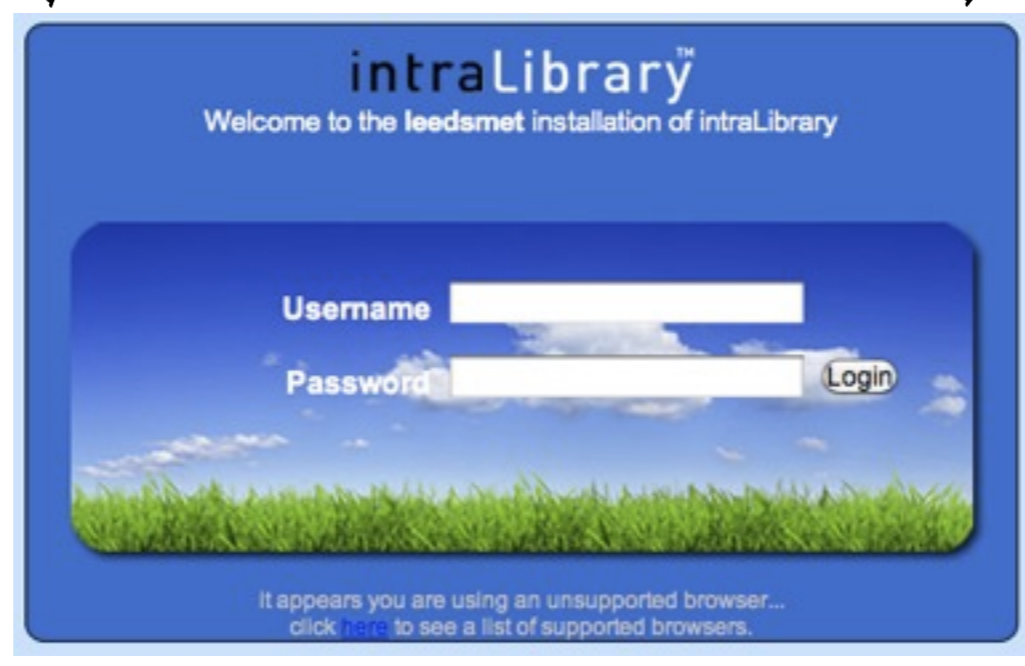 intraLibrary™
Welcome to the leedsmet installation of intraLibrary
Username
Password Login
It appears you are using an unsupported browser...
click here to see a list of supported browsers.